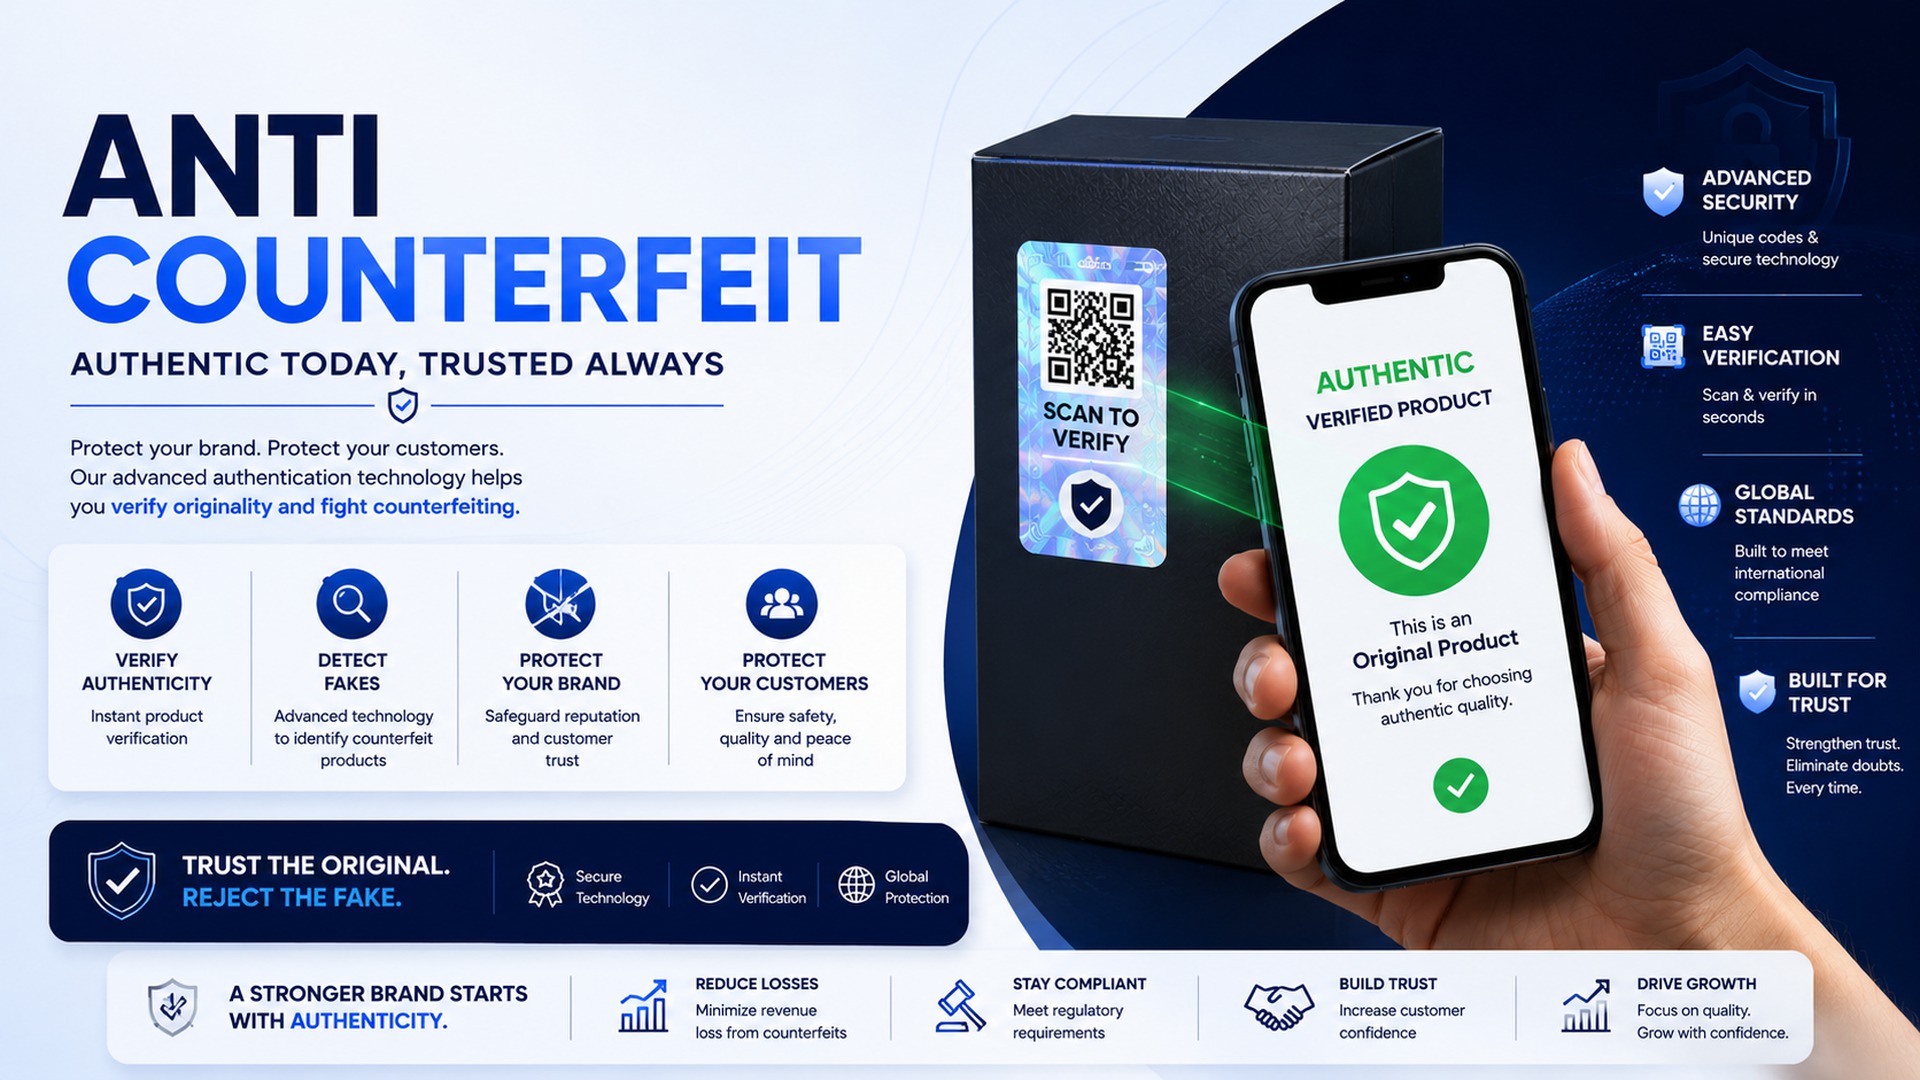 ANTI
COUNTERFEIT
AUTHENTIC TODAY, TRUSTED ALWAYS
Protect your brand. Protect your customers.
Our advanced authentication technology helps
you verify originality and fight counterfeiting.
VERIFY
AUTHENTICITY
Instant product
verification
DETECT
FAKES
Advanced technology
to identify counterfeit
products
PROTECT
YOUR BRAND
Safeguard reputation
and customer
trust
PROTECT
YOUR CUSTOMERS
Ensure safety,
quality and peace
of mind
TRUST THE ORIGINAL.
REJECT THE FAKE.
Secure
Technology
Instant
Verification
Global
Protection
SCAN TO
VERIFY
AUTHENTIC
VERIFIED PRODUCT
This is an
Original Product
Thank you for choosing
authentic quality.
ADVANCED
SECURITY
Unique codes &
secure technology
EASY
VERIFICATION
Scan & verify in
seconds
GLOBAL
STANDARDS
Built to meet
international
compliance
BUILT FOR
TRUST
Strengthen trust.
Eliminate doubts.
Every time.
A STRONGER BRAND STARTS
WITH AUTHENTICITY.
REDUCE LOSSES
Minimize revenue
loss from counterfeits
STAY COMPLIANT
Meet regulatory
requirements
BUILD TRUST
Increase customer
confidence
DRIVE GROWTH
Focus on quality.
Grow with confidence.